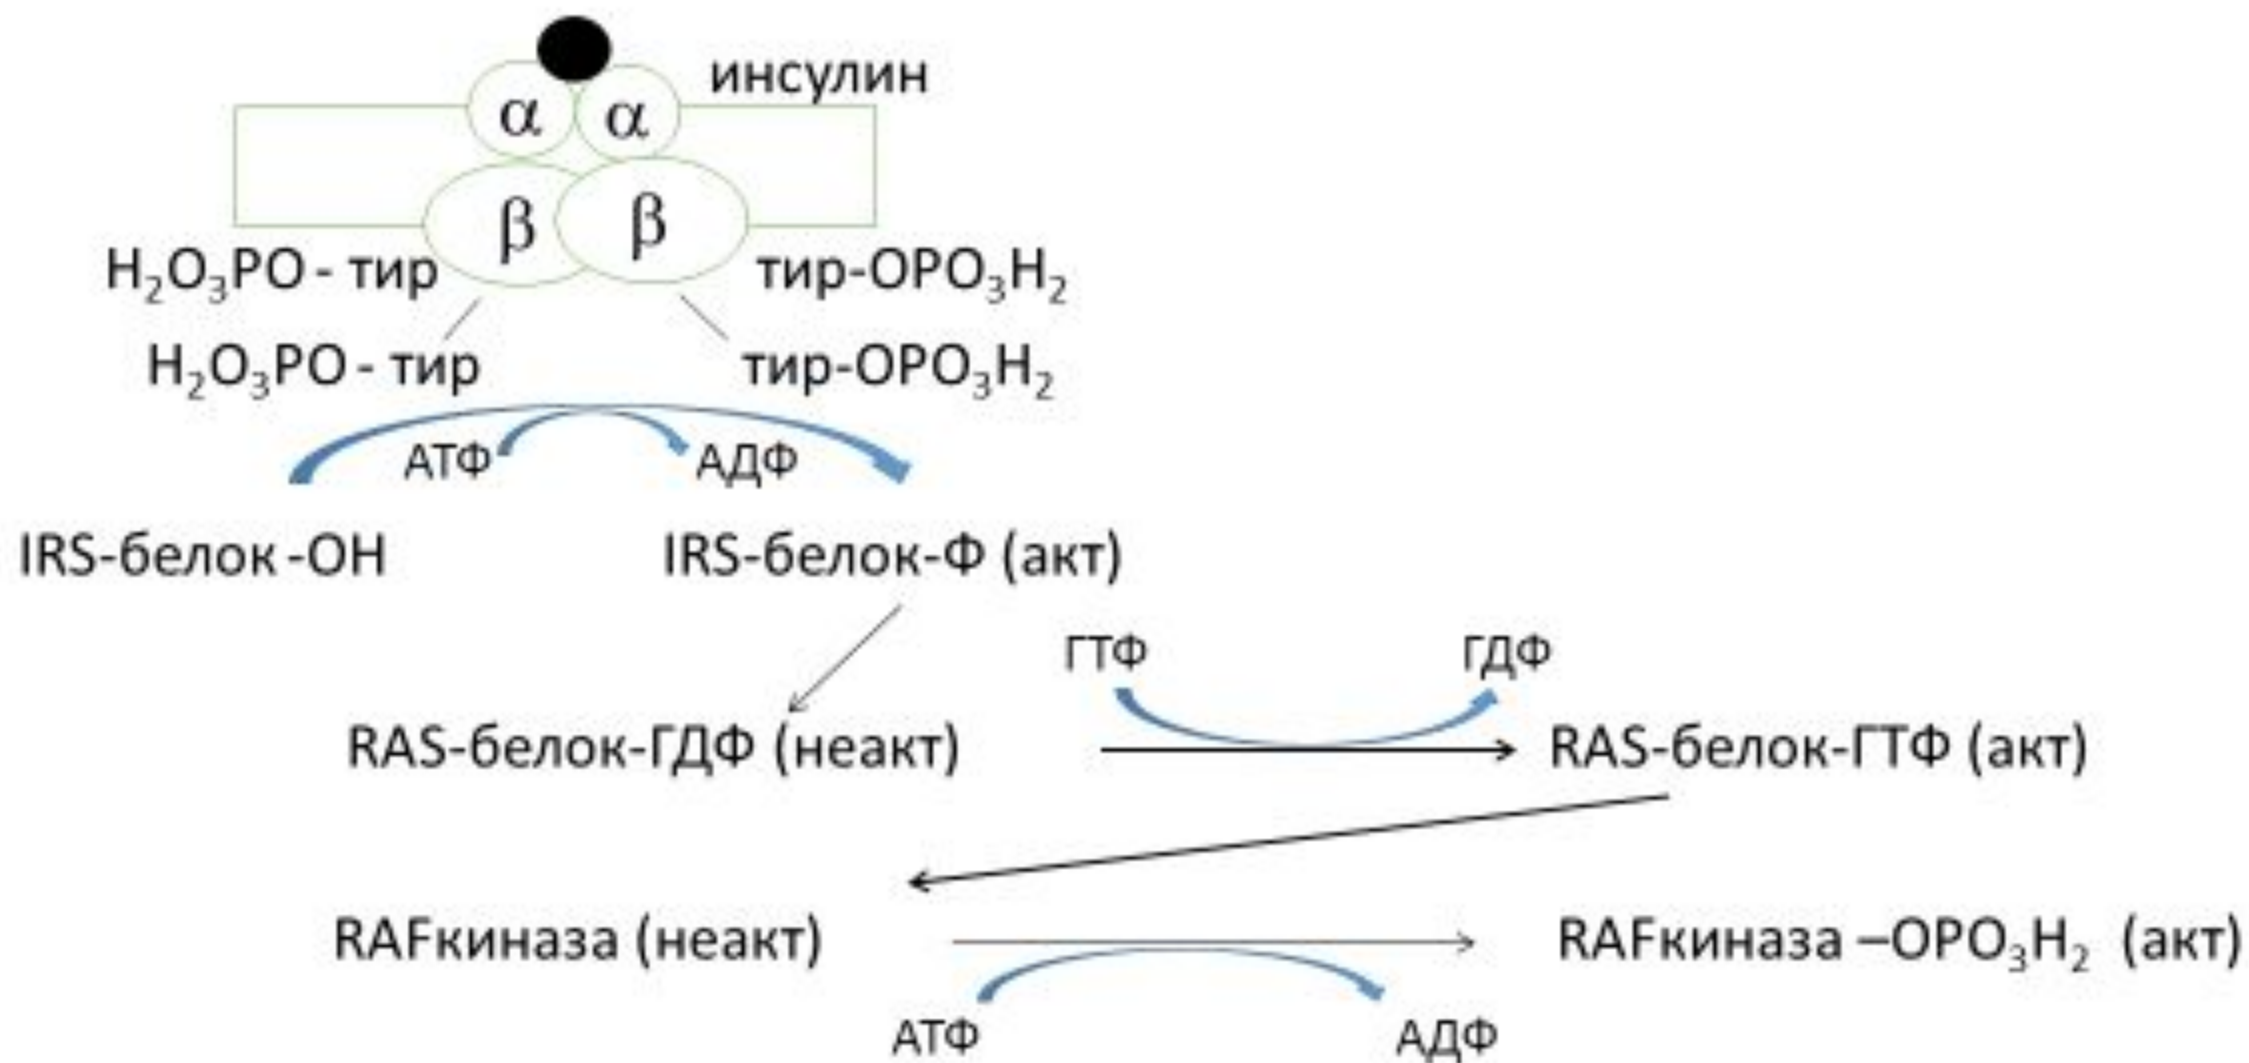 инсулин
α α
β β
H₂O₃PO - тир тир-OPO₃H₂
H₂O₃PO - тир тир-OPO₃H₂
АТФ АДФ
IRS-белок -OH IRS-белок-Ф (акт)
ГТФ ГДФ
RAS-белок-ГДФ (неакт) RAS-белок-ГТФ (акт)
RAFкиназа (неакт) RAFкиназа –OPO₃H₂ (акт)
АТФ АДФ